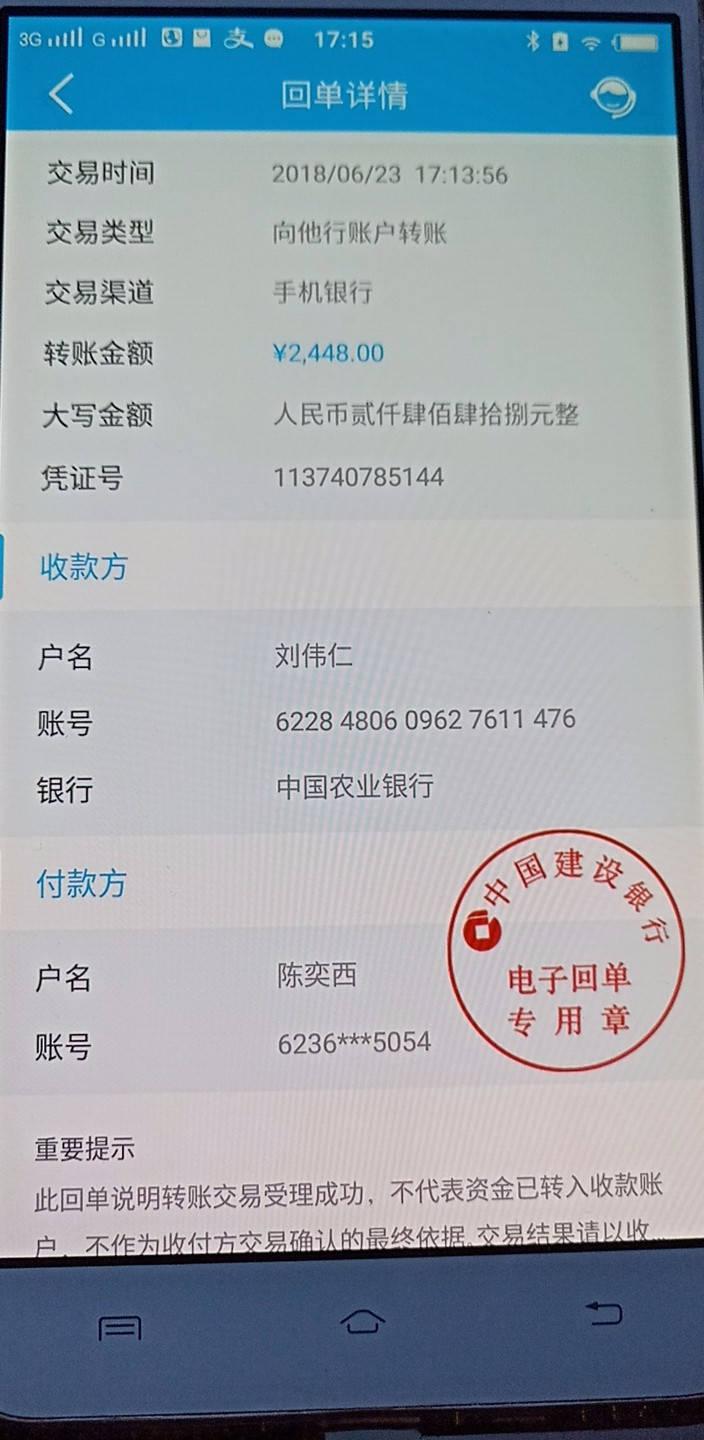 3G G 支 17:15
回单详情
交易时间 2018/06/23 17:13:56
交易类型 向他行账户转账
交易渠道 手机银行
转账金额 ¥2,448.00
大写金额 人民币贰仟肆佰肆拾捌元整
凭证号 113740785144
收款方
户名 刘伟仁
账号 6228 4806 0962 7611 476
银行 中国农业银行
付款方
户名 陈奕西
账号 6236***5054
中国建设银行
电子回单
专用章
重要提示
此回单说明转账交易受理成功，不代表资金已转入收款账
户，不作为收付方交易确认的最终依据。交易结果请以收...